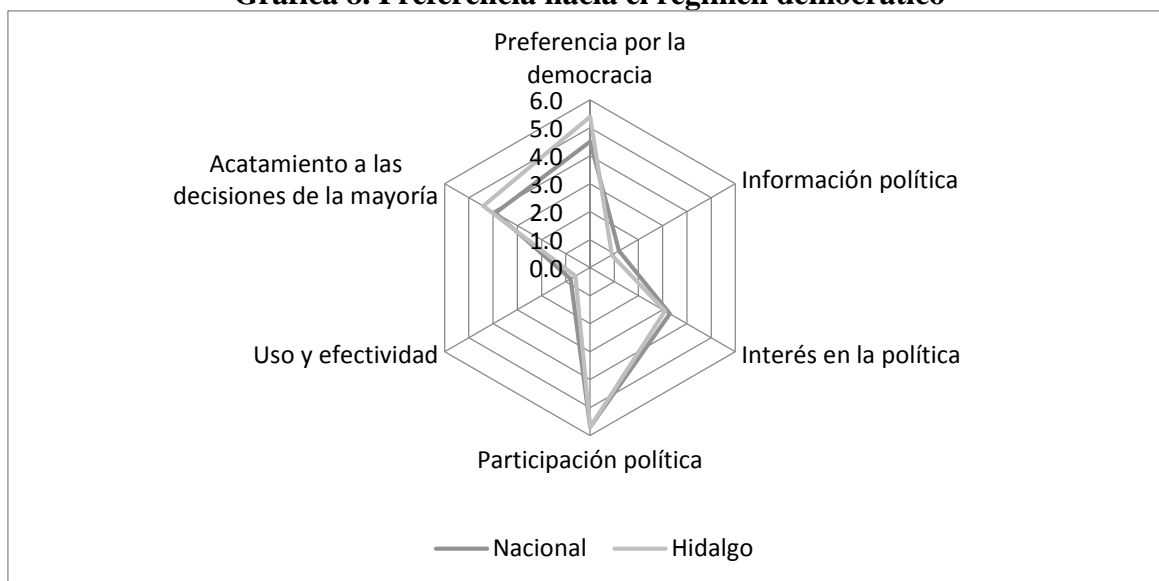 Gráfica 8. Preferencia hacia el régimen democrático
Preferencia por la
democracia
6.0
5.0
4.0
3.0
2.0
1.0
0.0
Información política
Interés en la política
Participación política
Uso y efectividad
Acatamiento a las
decisiones de la mayoría
Nacional
Hidalgo